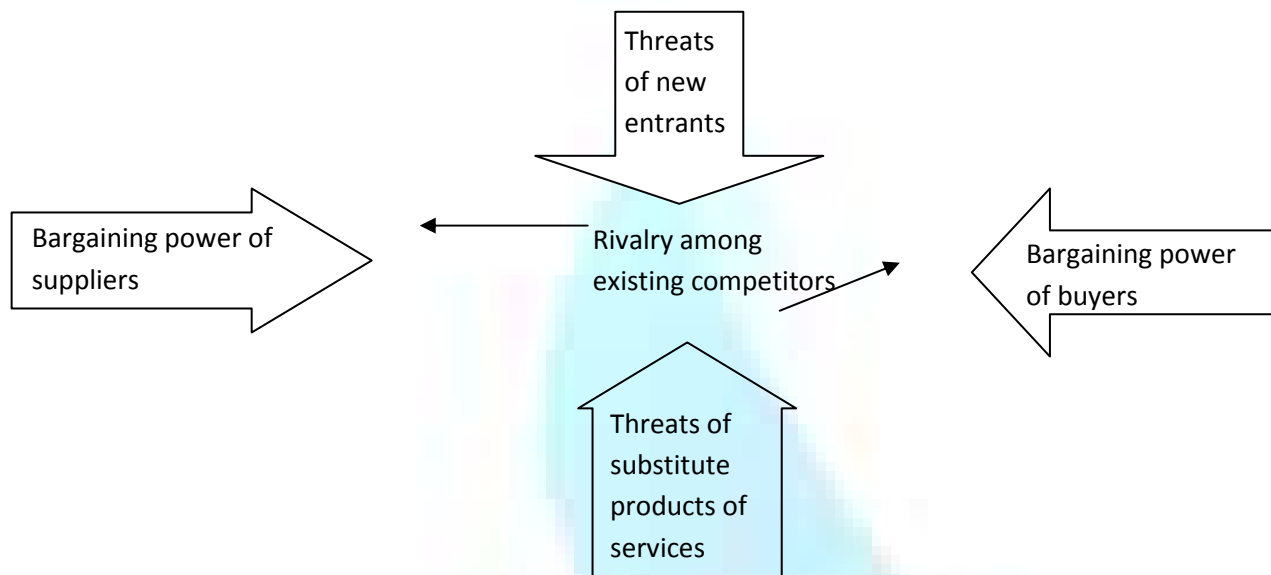 Threats
of new
entrants
Bargaining power of
suppliers
Rivalry among
existing competitors
Bargaining power
of buyers
Threats of
substitute
products of
services